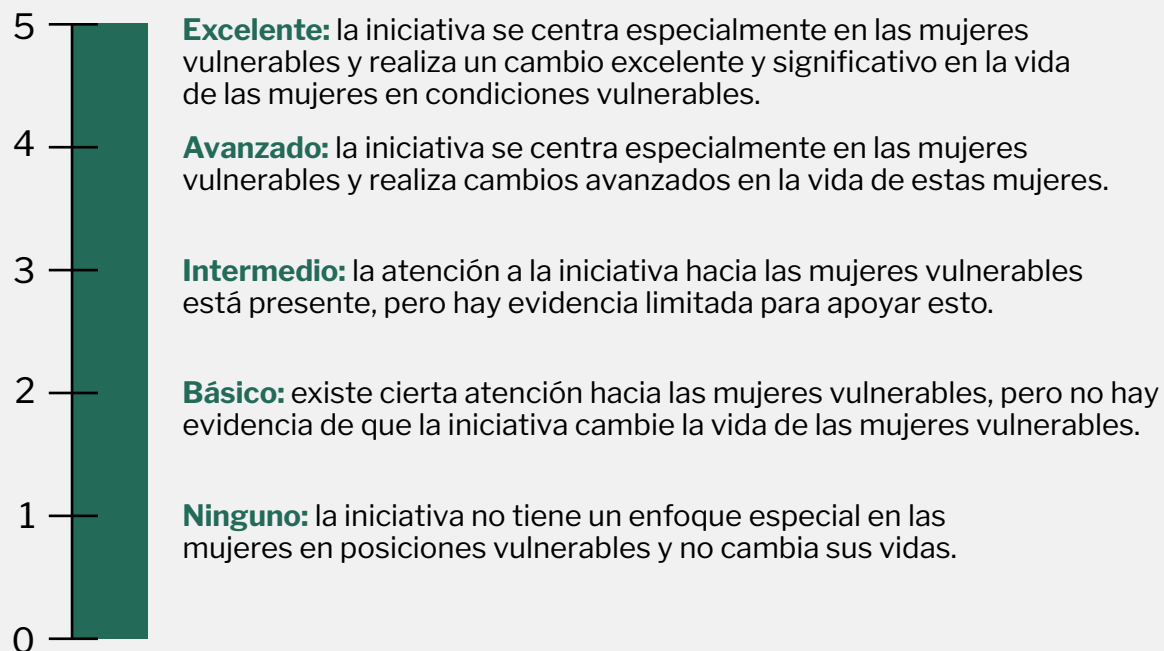 5
Excelente: la iniciativa se centra especialmente en las mujeres
vulnerables y realiza un cambio excelente y significativo en la vida
de las mujeres en condiciones vulnerables.
4
Avanzado: la iniciativa se centra especialmente en las mujeres
vulnerables y realiza cambios avanzados en la vida de estas mujeres.
3
Intermedio: la atención a la iniciativa hacia las mujeres vulnerables
está presente, pero hay evidencia limitada para apoyar esto.
2
Básico: existe cierta atención hacia las mujeres vulnerables, pero no hay
evidencia de que la iniciativa cambie la vida de las mujeres vulnerables.
1
Ninguno: la iniciativa no tiene un enfoque especial en las
mujeres en posiciones vulnerables y no cambia sus vidas.
0